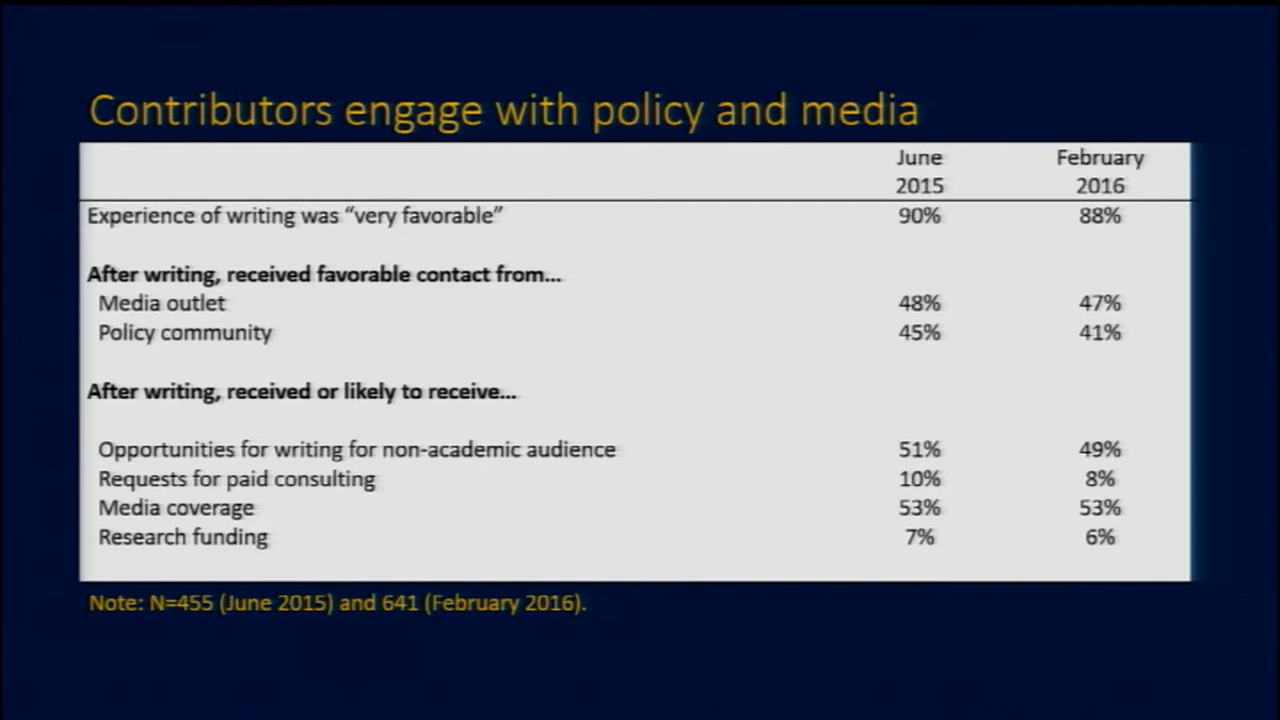 Contributors engage with policy and media
June February
2015 2016
Experience of writing was “very favorable” 90% 88%
After writing, received favorable contact from...
Media outlet 48% 47%
Policy community 45% 41%
After writing, received or likely to receive...
Opportunities for writing for non-academic audience 51% 49%
Requests for paid consulting 10% 8%
Media coverage 53% 53%
Research funding 7% 6%
Note: N=455 (June 2015) and 641 (February 2016).